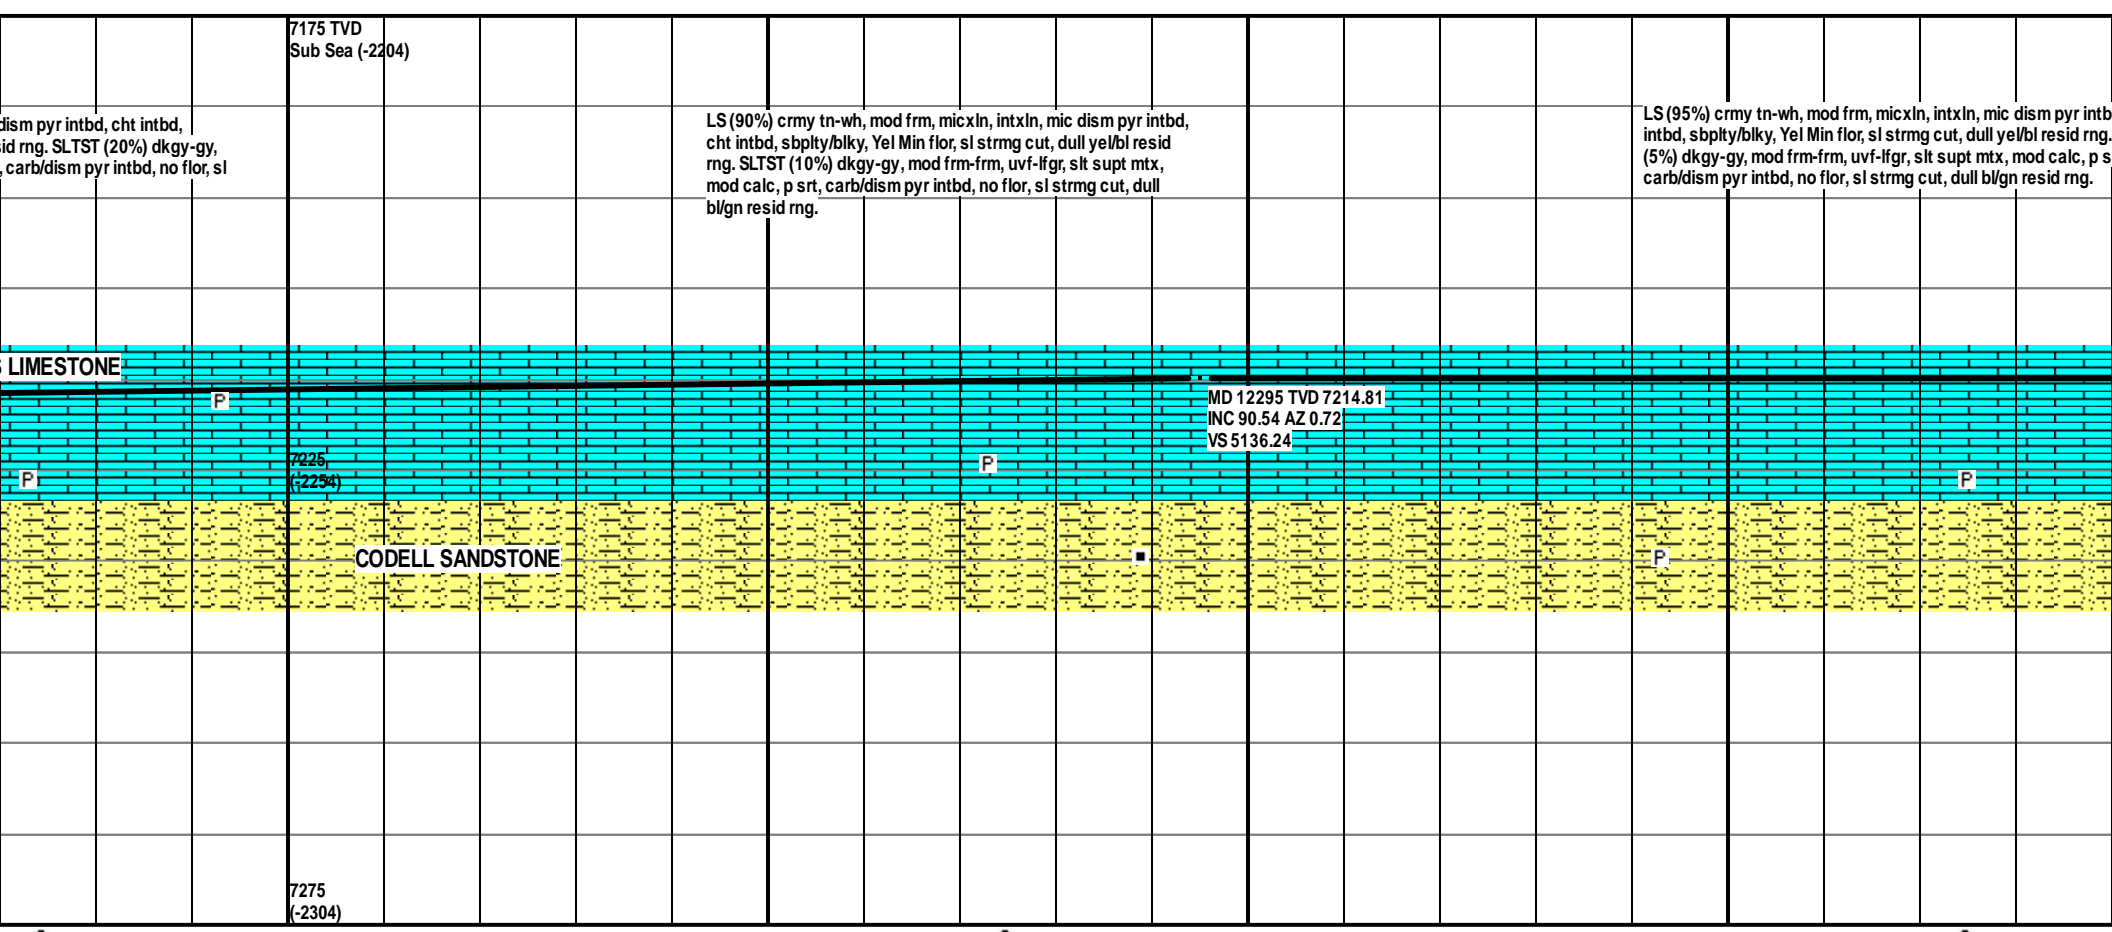 7175 TVD
Sub Sea (-2204)
dism pyr intbd, cht intbd,
sid rng. SLTST (20%) dkgy-gy,
, carb/dism pyr intbd, no flor, sl
LS (90%) crmy tn-wh, mod frm, micxln, intxln, mic dism pyr intbd,
cht intbd, sbplty/blky, Yel Min flor, sl strmg cut, dull yel/bl resid
rng. SLTST (10%) dkgy-gy, mod frm-frm, uvf-lfgr, slt supt mtx,
mod calc, p srt, carb/dism pyr intbd, no flor, sl strmg cut, dull
bl/gn resid rng.
LS (95%) crmy tn-wh, mod frm, micxln, intxln, mic dism pyr intb
intbd, sbplty/blky, Yel Min flor, sl strmg cut, dull yel/bl resid rng.
(5%) dkgy-gy, mod frm-frm, uvf-lfgr, slt supt mtx, mod calc, p s
carb/dism pyr intbd, no flor, sl strmg cut, dull bl/gn resid rng.
LIMESTONE
P
MD 12295 TVD 7214.81
INC 90.54 AZ 0.72
VS 5136.24
7225
(-2254)
P
P
P
CODELL SANDSTONE
P
7275
(-2304)